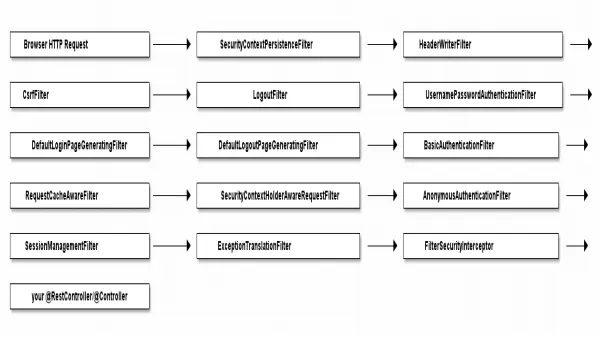 Browser HTTP Request
SecurityContextPersistenceFilter
HeaderWriterFilter
CsrfFilter
LogoutFilter
UsernamePasswordAuthenticationFilter
DefaultLoginPageGeneratingFilter
DefaultLogoutPageGeneratingFilter
BasicAuthenticationFilter
RequestCacheAwareFilter
SecurityContextHolderAwareRequestFilter
AnonymousAuthenticationFilter
SessionManagementFilter
ExceptionTranslationFilter
FilterSecurityInterceptor
your @RestController/@Controller